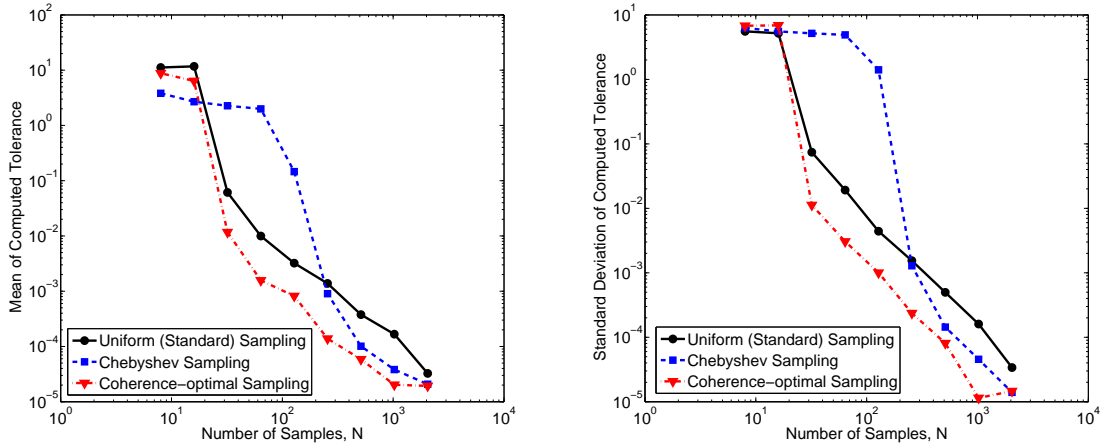 Mean of Computed Tolerance
10^2
10^1
10^0
10^-1
10^-2
10^-3
10^-4
10^-5
Uniform (Standard) Sampling
Chebyshev Sampling
Coherence-optimal Sampling
10^0 10^1 10^2 10^3 10^4
Number of Samples, N
Standard Deviation of Computed Tolerance
10^1
10^0
10^-1
10^-2
10^-3
10^-4
10^-5
Uniform (Standard) Sampling
Chebyshev Sampling
Coherence-optimal Sampling
10^0 10^1 10^2 10^3 10^4
Number of Samples, N